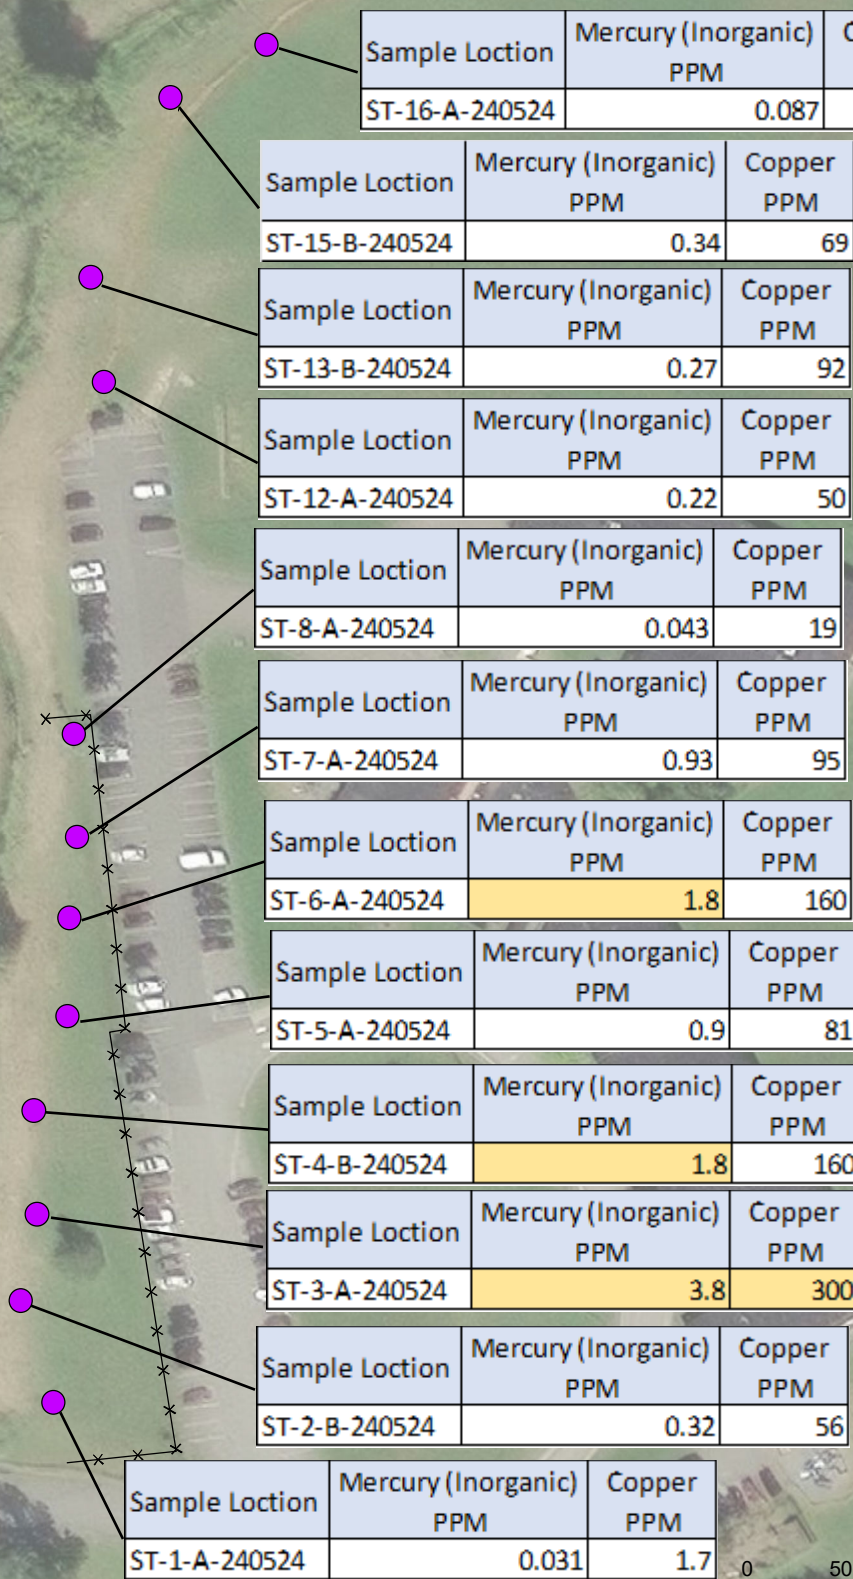 Sample Loction Mercury (Inorganic) PPM C
ST-16-A-240524 0.087
Sample Loction Mercury (Inorganic) PPM Copper PPM
ST-15-B-240524 0.34 69
Sample Loction Mercury (Inorganic) PPM Copper PPM
ST-13-B-240524 0.27 92
Sample Loction Mercury (Inorganic) PPM Copper PPM
ST-12-A-240524 0.22 50
Sample Loction Mercury (Inorganic) PPM Copper PPM
ST-8-A-240524 0.043 19
Sample Loction Mercury (Inorganic) PPM Copper PPM
ST-7-A-240524 0.93 95
Sample Loction Mercury (Inorganic) PPM Copper PPM
ST-6-A-240524 1.8 160
Sample Loction Mercury (Inorganic) PPM Copper PPM
ST-5-A-240524 0.9 81
Sample Loction Mercury (Inorganic) PPM Copper PPM
ST-4-B-240524 1.8 160
Sample Loction Mercury (Inorganic) PPM Copper PPM
ST-3-A-240524 3.8 300
Sample Loction Mercury (Inorganic) PPM Copper PPM
ST-2-B-240524 0.32 56
Sample Loction Mercury (Inorganic) PPM Copper PPM
ST-1-A-240524 0.031 1.7
0 50